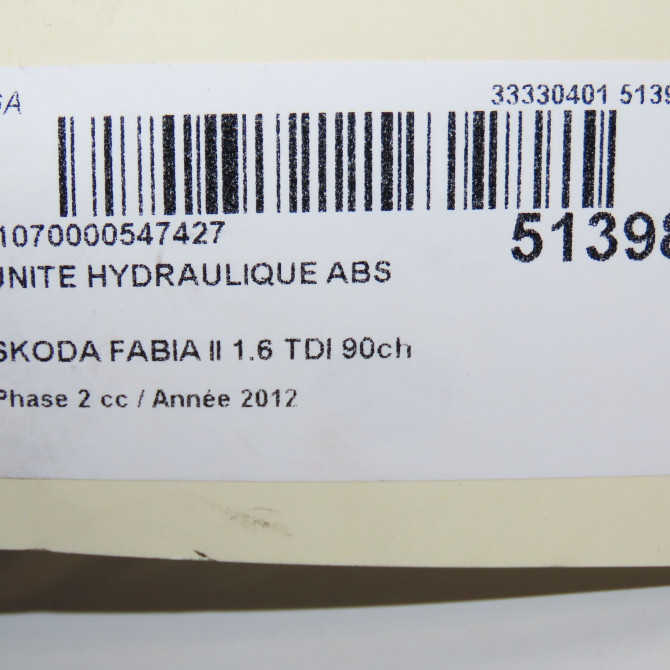 33330401 5139
1070000547427
51398
UNITE HYDRAULIQUE ABS
SKODA FABIA II 1.6 TDI 90ch
Phase 2 cc / Année 2012